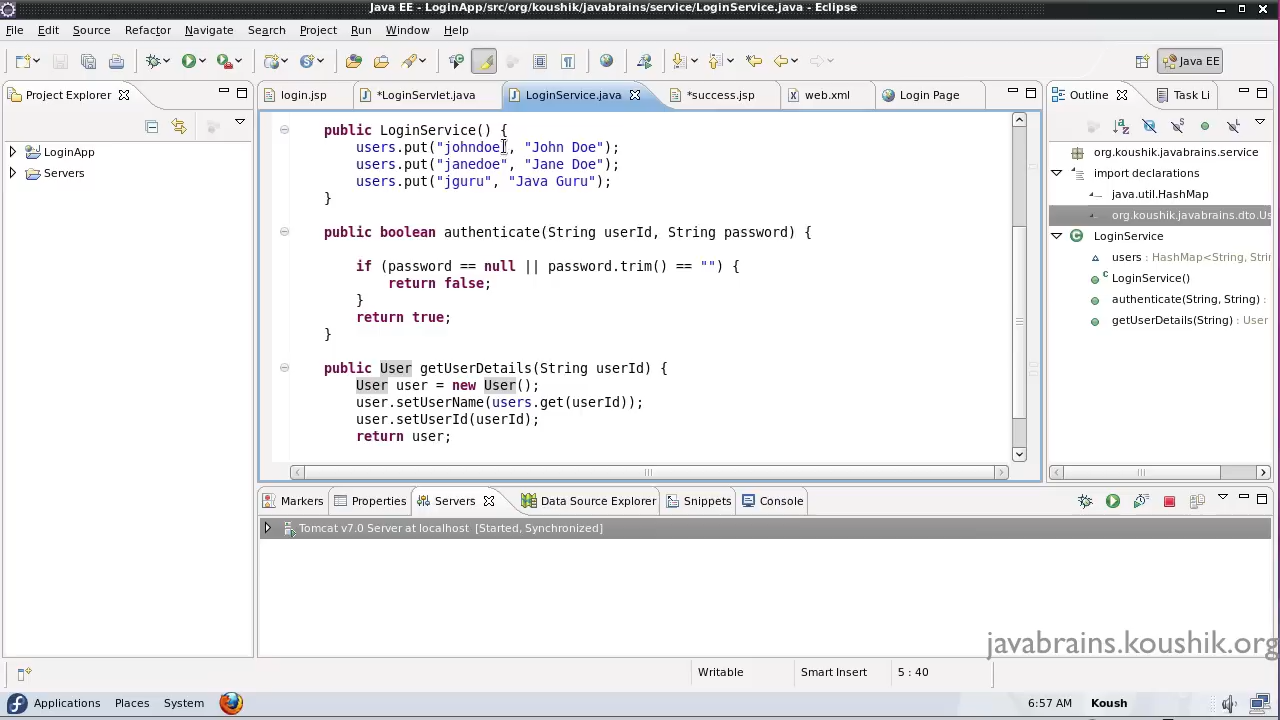 Java EE - LoginApp/src/org/koushik/javabrains/service/LoginService.java - Eclipse
File Edit Source Refactor Navigate Search Project Run Window Help
Java EE
Project Explorer
login.jsp *LoginServlet.java LoginService.java *success.jsp web.xml Login Page
Outline Task Li
LoginApp
Servers
public LoginService() {
users.put("johndoe", "John Doe");
users.put("janedoe", "Jane Doe");
users.put("jguru", "Java Guru");
}
public boolean authenticate(String userId, String password) {
if (password == null || password.trim() == "") {
return false;
}
return true;
}
public User getUserDetails(String userId) {
User user = new User();
user.setUserName(users.get(userId));
user.setUserId(userId);
return user;
org.koushik.javabrains.service
import declarations
java.util.HashMap
org.koushik.javabrains.dto.Us
LoginService
users : HashMap<String, Strin
LoginService()
authenticate(String, String) :
getUserDetails(String) : User
Markers Properties Servers Data Source Explorer Snippets Console
Tomcat v7.0 Server at localhost [Started, Synchronized]
javabrains.koushik.org
Writable Smart Insert 5 : 40
Applications Places System 6:57 AM Koush